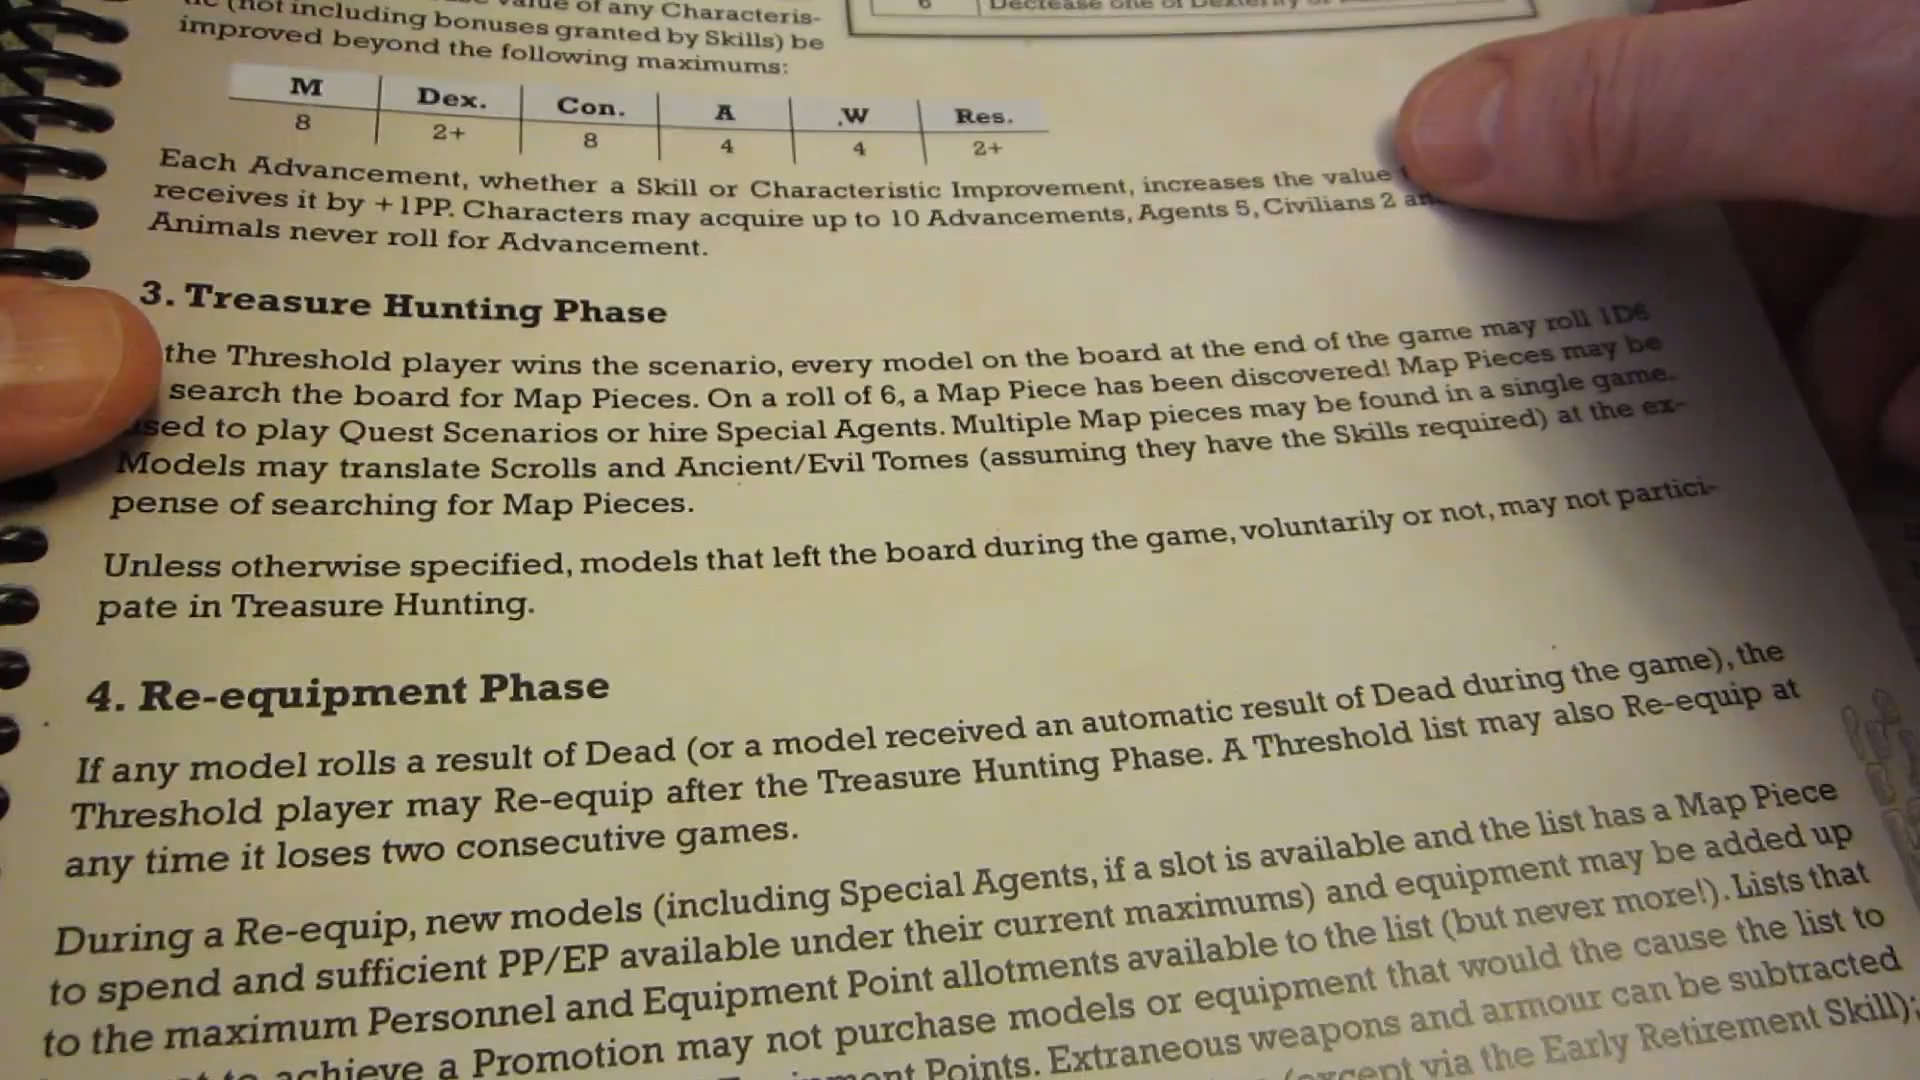 value of any Characteris-
(not including bonuses granted by Skills) be
improved beyond the following maximums:
6 Decrease one of Dexterity or
M Dex. Con. A W Res.
8 2+ 8 4 4 2+
Each Advancement, whether a Skill or Characteristic Improvement, increases the value
receives it by +1PP. Characters may acquire up to 10 Advancements, Agents 5, Civilians 2
Animals never roll for Advancement.
3. Treasure Hunting Phase
the Threshold player wins the scenario, every model on the board at the end of the game may roll 1D6
search the board for Map Pieces. On a roll of 6, a Map Piece has been discovered! Map Pieces may be
used to play Quest Scenarios or hire Special Agents. Multiple Map pieces may be found in a single game.
Models may translate Scrolls and Ancient/Evil Tomes (assuming they have the Skills required) at the ex-
pense of searching for Map Pieces.
Unless otherwise specified, models that left the board during the game, voluntarily or not, may not partici-
pate in Treasure Hunting.
4. Re-equipment Phase
If any model rolls a result of Dead (or a model received an automatic result of Dead during the game), the
Threshold player may Re-equip after the Treasure Hunting Phase. A Threshold list may also Re-equip at
any time it loses two consecutive games.
During a Re-equip, new models (including Special Agents, if a slot is available and the list has a Map Piece
to spend and sufficient PP/EP available under their current maximums) and equipment may be added up
to the maximum Personnel and Equipment Point allotments available to the list (but never more!). Lists that
to achieve a Promotion may not purchase models or equipment that would the cause the list to
Points. Extraneous weapons and armour can be subtracted
(except via the Early Retirement Skill);